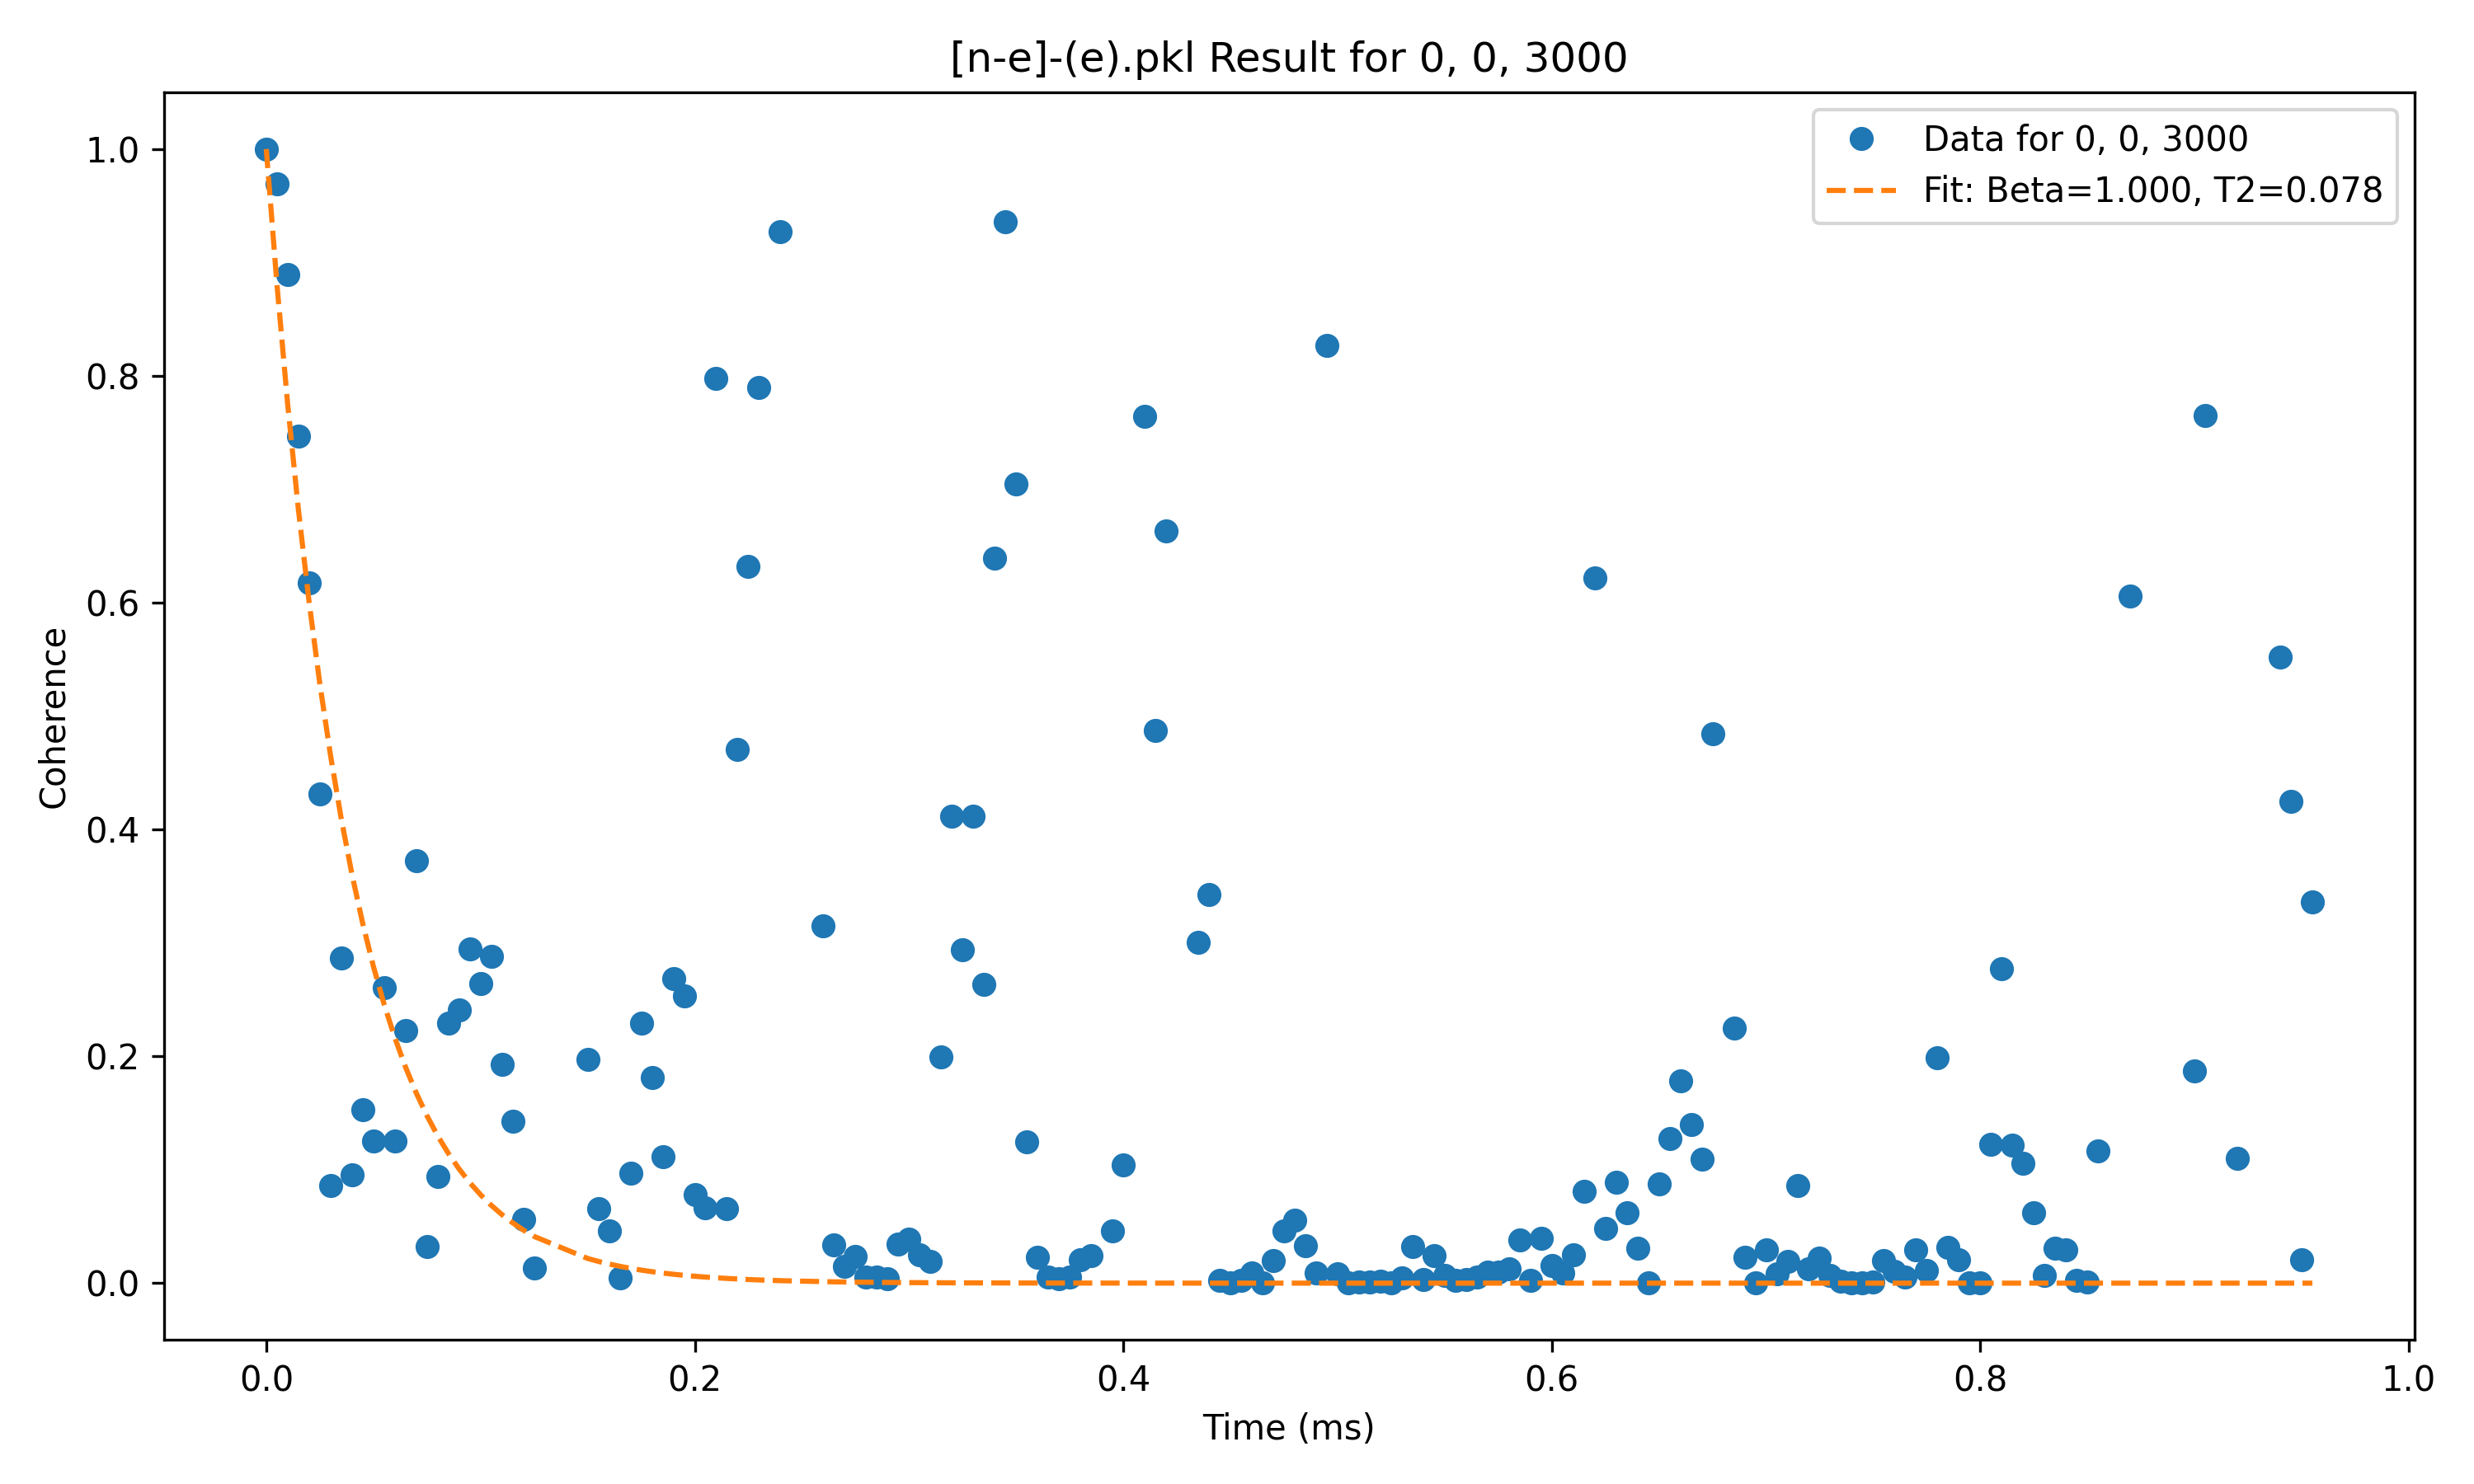 [n-e]-(e).pkl Result for 0, 0, 3000
Data for 0, 0, 3000
Fit: Beta=1.000, T2=0.078
Coherence
1.0
0.8
0.6
0.4
0.2
0.0
0.0 0.2 0.4 0.6 0.8 1.0
Time (ms)